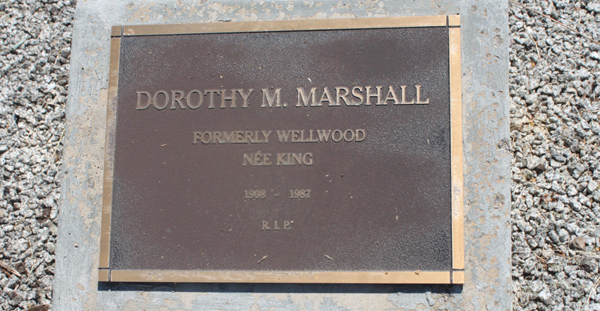 DOROTHY M. MARSHALL
FORMERLY WELLWOOD
NÉE KING
1908 - 1987
R. I. P.